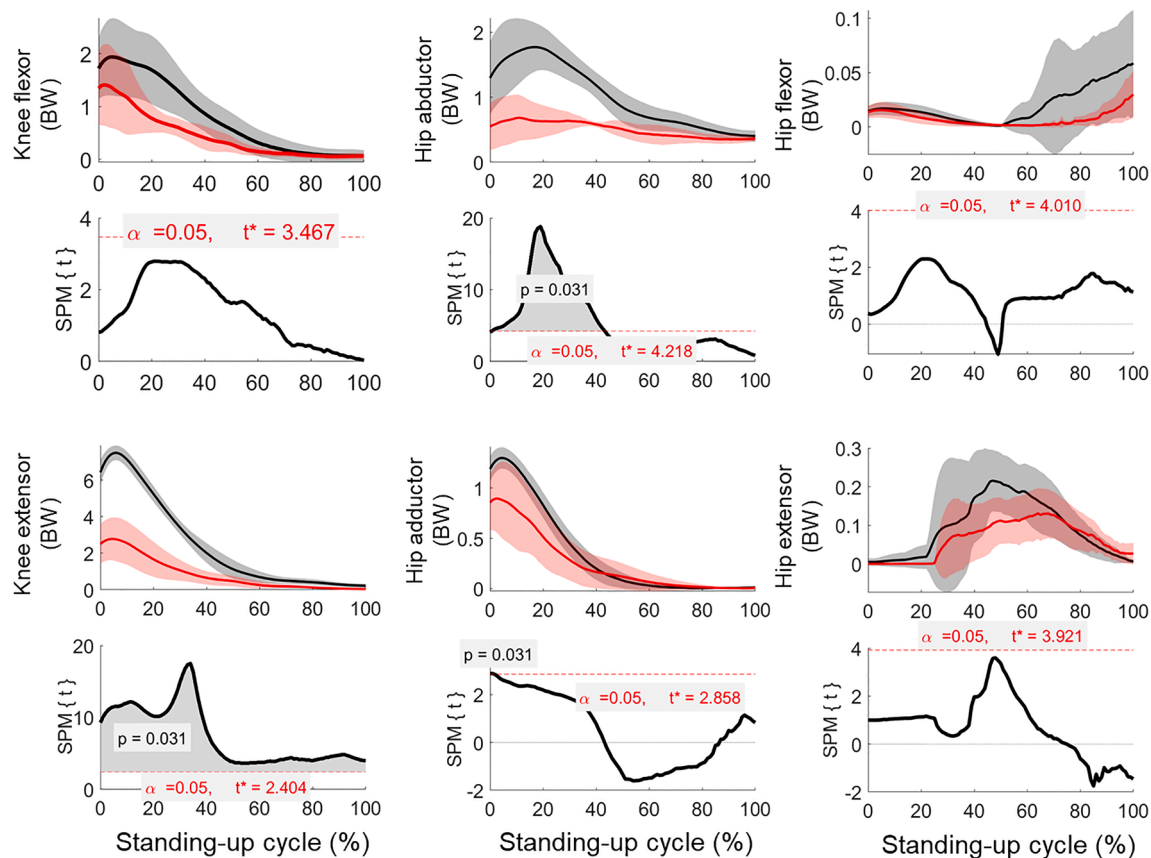 Knee flexor
(BW)
2
1
0
0 20 40 60 80 100
Hip abductor
(BW)
2
1
0
0 20 40 60 80 100
Hip flexor
(BW)
0.1
0.05
0
0 20 40 60 80 100
SPM { t }
4
2
0
α =0.05, t* = 3.467
0 20 40 60 80 100
SPM { t }
20
10
0
p = 0.031
α =0.05, t* = 4.218
0 20 40 60 80 100
SPM { t }
4
2
0
α =0.05, t* = 4.010
0 20 40 60 80 100
Knee extensor
(BW)
6
4
2
0
0 20 40 60 80 100
Hip adductor
(BW)
1
0.5
0
0 20 40 60 80 100
Hip extensor
(BW)
0.3
0.2
0.1
0
0 20 40 60 80 100
SPM { t }
20
10
0
p = 0.031
α =0.05, t* = 2.404
0 20 40 60 80 100
Standing-up cycle (%)
SPM { t }
2
0
-2
p = 0.031
α =0.05, t* = 2.858
0 20 40 60 80 100
Standing-up cycle (%)
SPM { t }
4
2
0
-2
α =0.05, t* = 3.921
0 20 40 60 80 100
Standing-up cycle (%)